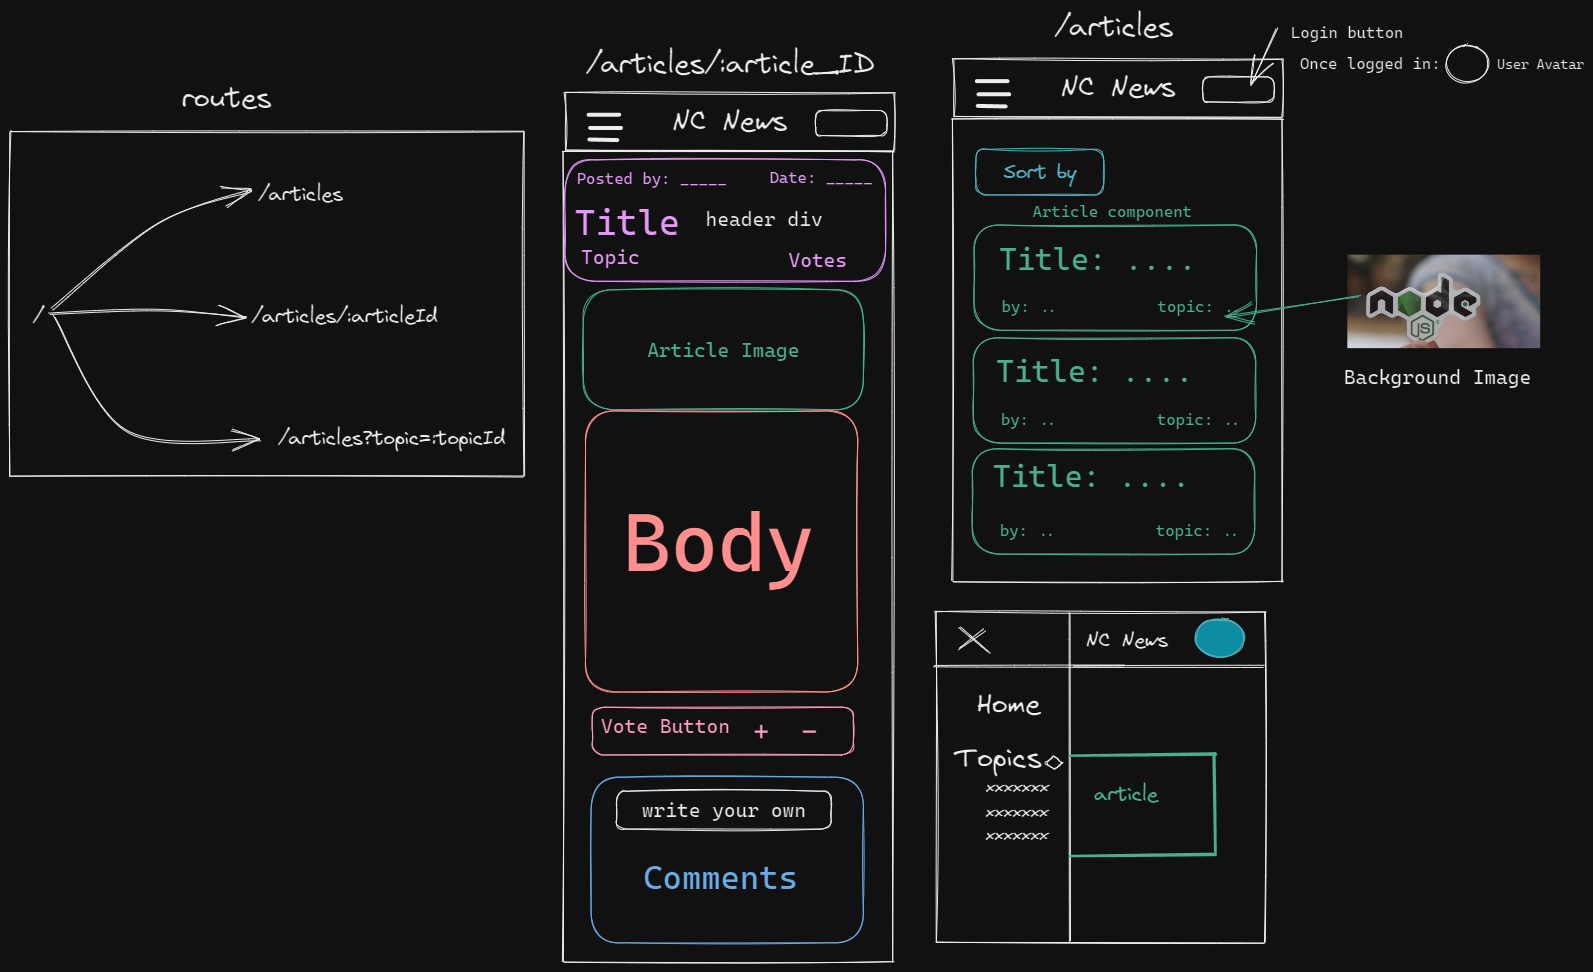 routes
/
/articles
/articles/:articleId
/articles?topic=:topicId
/articles/:article_ID
NC News
Posted by: _____
Date: _____
Title
header div
Topic
Votes
Article Image
Body
Vote Button + −
write your own
Comments
/articles
Login button
Once logged in:
User Avatar
NC News
Sort by
Article component
Title: ....
by: ..
topic: ..
Title: ....
by: ..
topic: ..
Title: ....
by: ..
topic: ..
node
JS
Background Image
NC News
Home
Topics
xxxxxxx
xxxxxxx
xxxxxxx
article